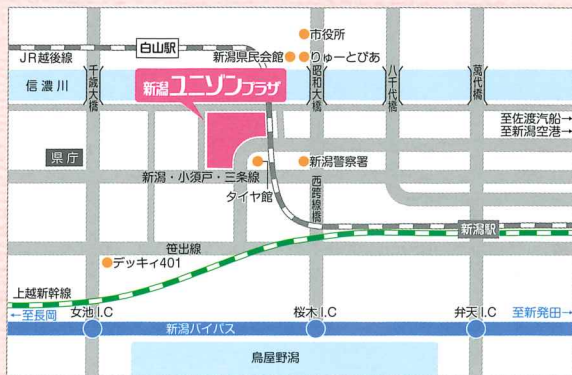 市役所
白山駅
新潟県民会館
りゅーとぴあ
JR越後線
千歳大橋
昭和大橋
八千代橋
萬代橋
信濃川
新潟ユニゾンプラザ
至佐渡汽船→
至新潟空港→
県庁
新潟警察署
新潟・小須戸・三条線
タイヤ館
西跨線橋
新潟駅
笹出線
デッキィ401
上越新幹線
←至長岡
女池I.C
桜木I.C
弁天I.C
至新発田→
新潟バイパス
鳥屋野潟